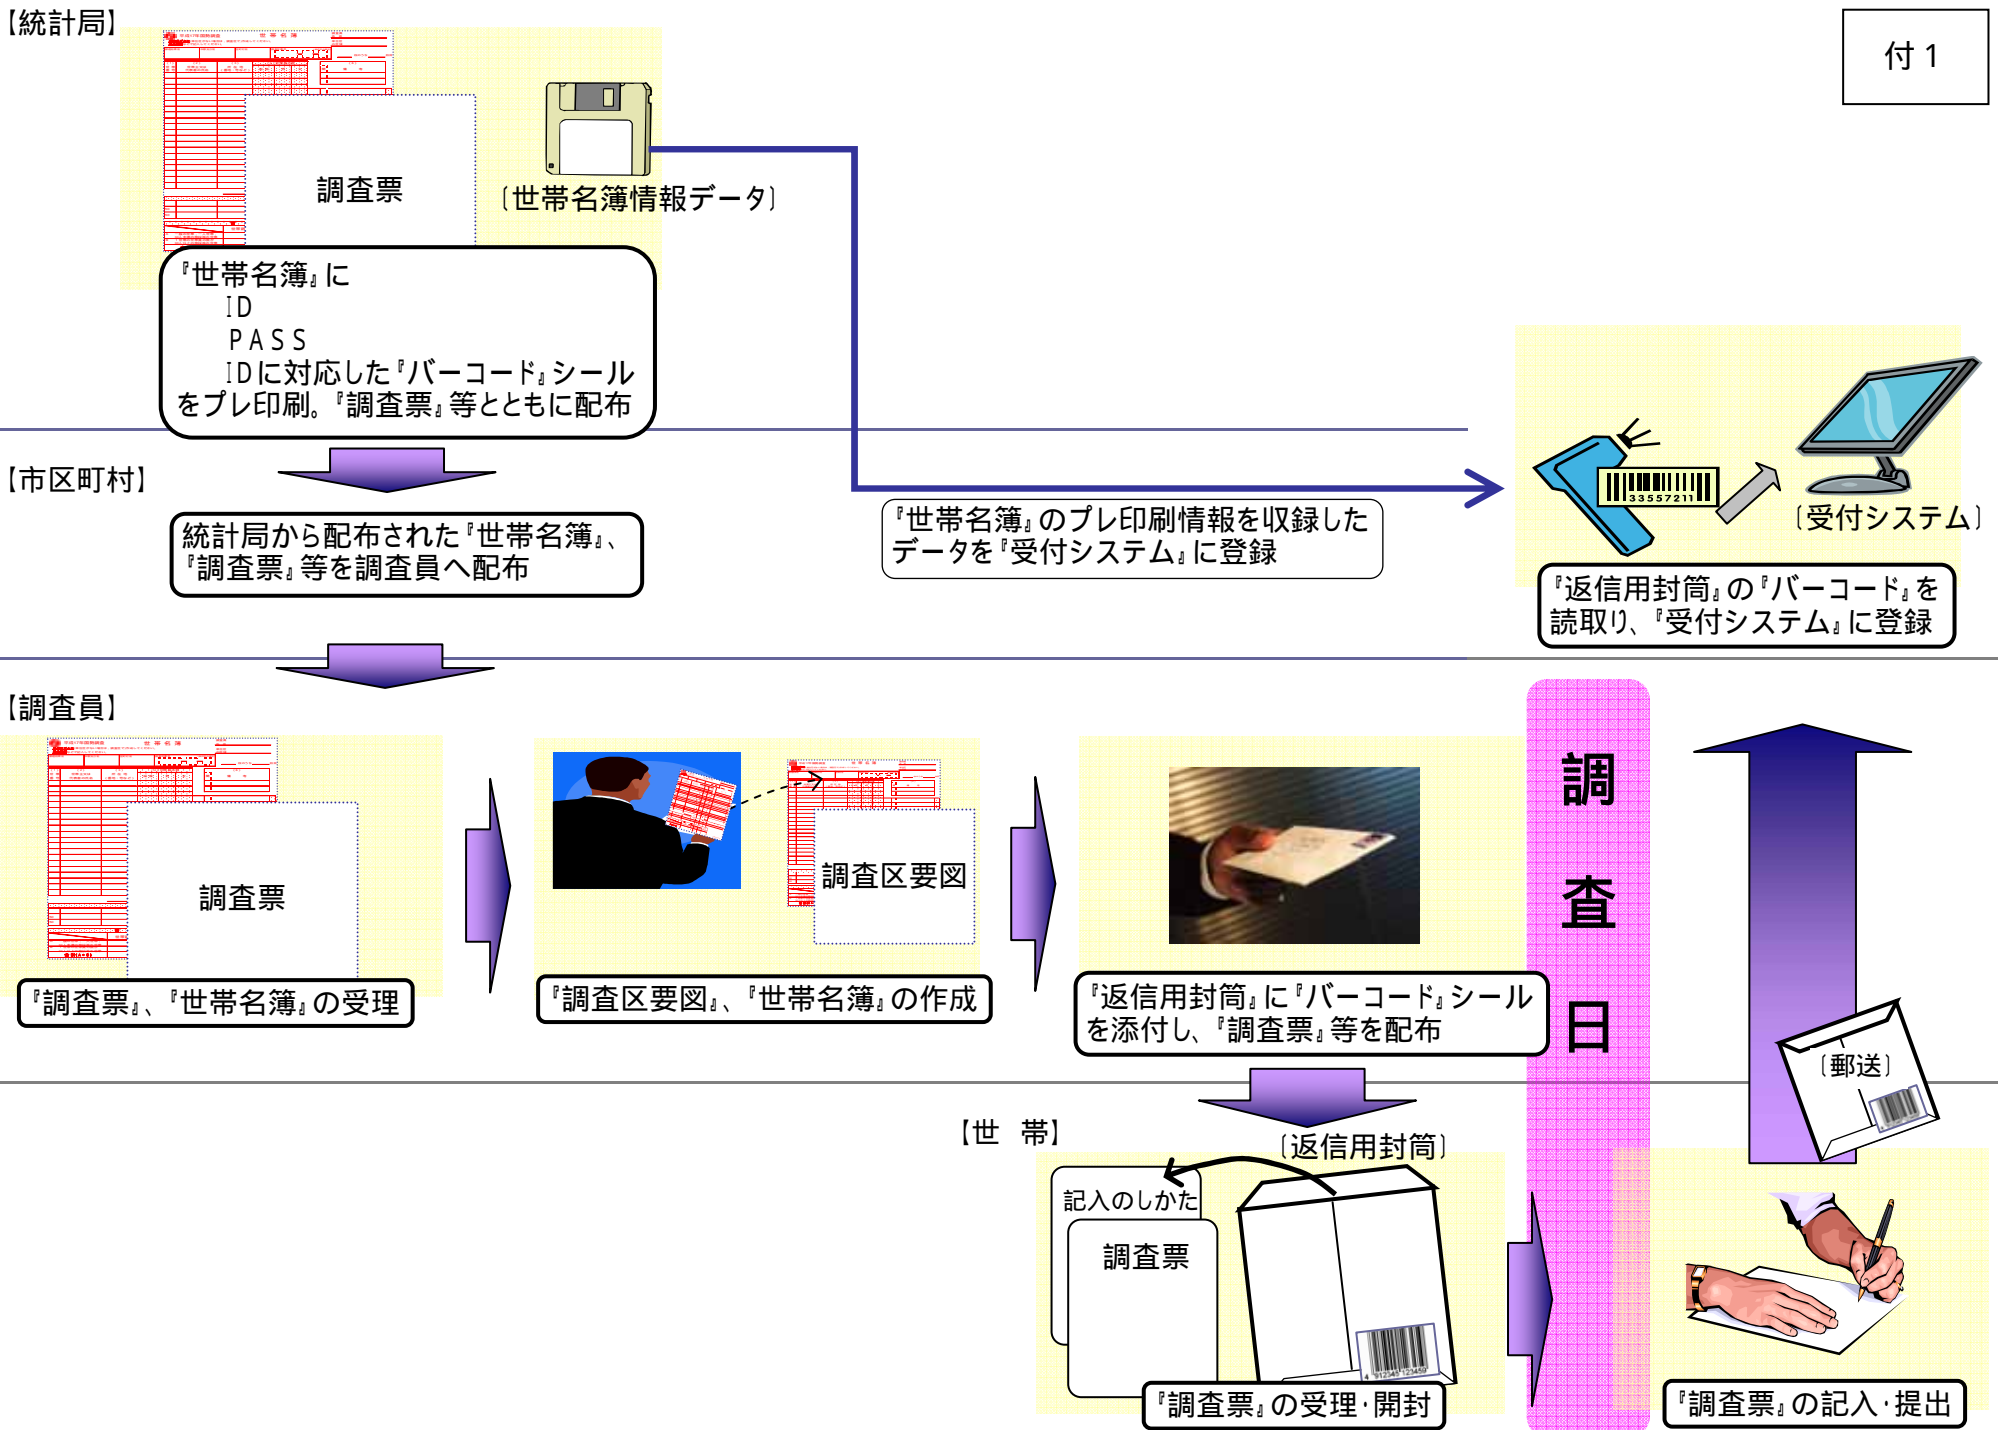 【統計局】
付1
世帯名簿
調査票
〔世帯名簿情報データ〕
『世帯名簿』に
ID
PASS
IDに対応した『バーコード』シール
をプレ印刷。『調査票』等とともに配布
【市区町村】
統計局から配布された『世帯名簿』、
『調査票』等を調査員へ配布
『世帯名簿』のプレ印刷情報を収録した
データを『受付システム』に登録
33557211
〔受付システム〕
『返信用封筒』の『バーコード』を
読取り、『受付システム』に登録
【調査員】
世帯名簿
調査票
『調査票』、『世帯名簿』の受理
調査区要図
『調査区要図』、『世帯名簿』の作成
『返信用封筒』に『バーコード』シール
を添付し、『調査票』等を配布
調
査
日
〔郵送〕
【世　帯】
〔返信用封筒〕
記入のしかた
調査票
4 912345 123459
『調査票』の受理・開封
『調査票』の記入・提出